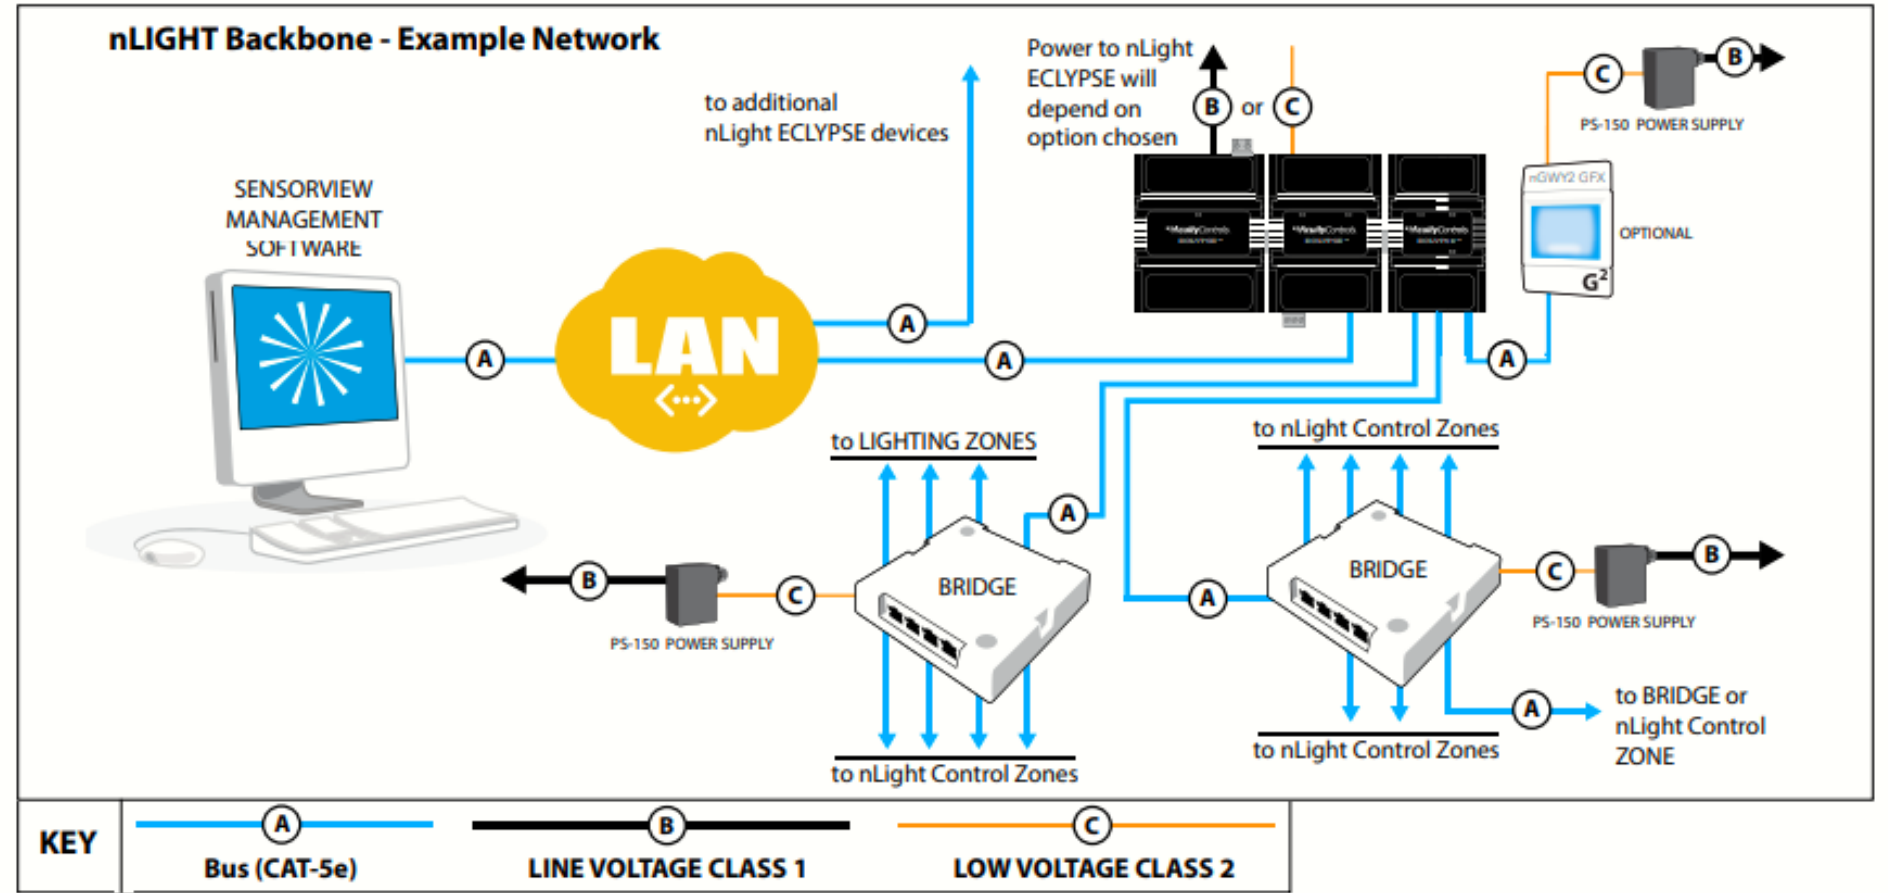 nLIGHT Backbone - Example Network
to additional
nLight ECLYPSE devices
Power to nLight
ECLYPSE will
depend on
option chosen
B or C
C
B
PS-150 POWER SUPPLY
nGWY2 GFX
G2
OPTIONAL
SENSORVIEW
MANAGEMENT
SOFTWARE
A
LAN
A
A
A
to LIGHTING ZONES
to nLight Control Zones
A
BRIDGE
B
C
PS-150 POWER SUPPLY
to nLight Control Zones
A
BRIDGE
C
B
PS-150 POWER SUPPLY
A
to BRIDGE or
nLight Control
ZONE
to nLight Control Zones
KEY
A
Bus (CAT-5e)
B
LINE VOLTAGE CLASS 1
C
LOW VOLTAGE CLASS 2